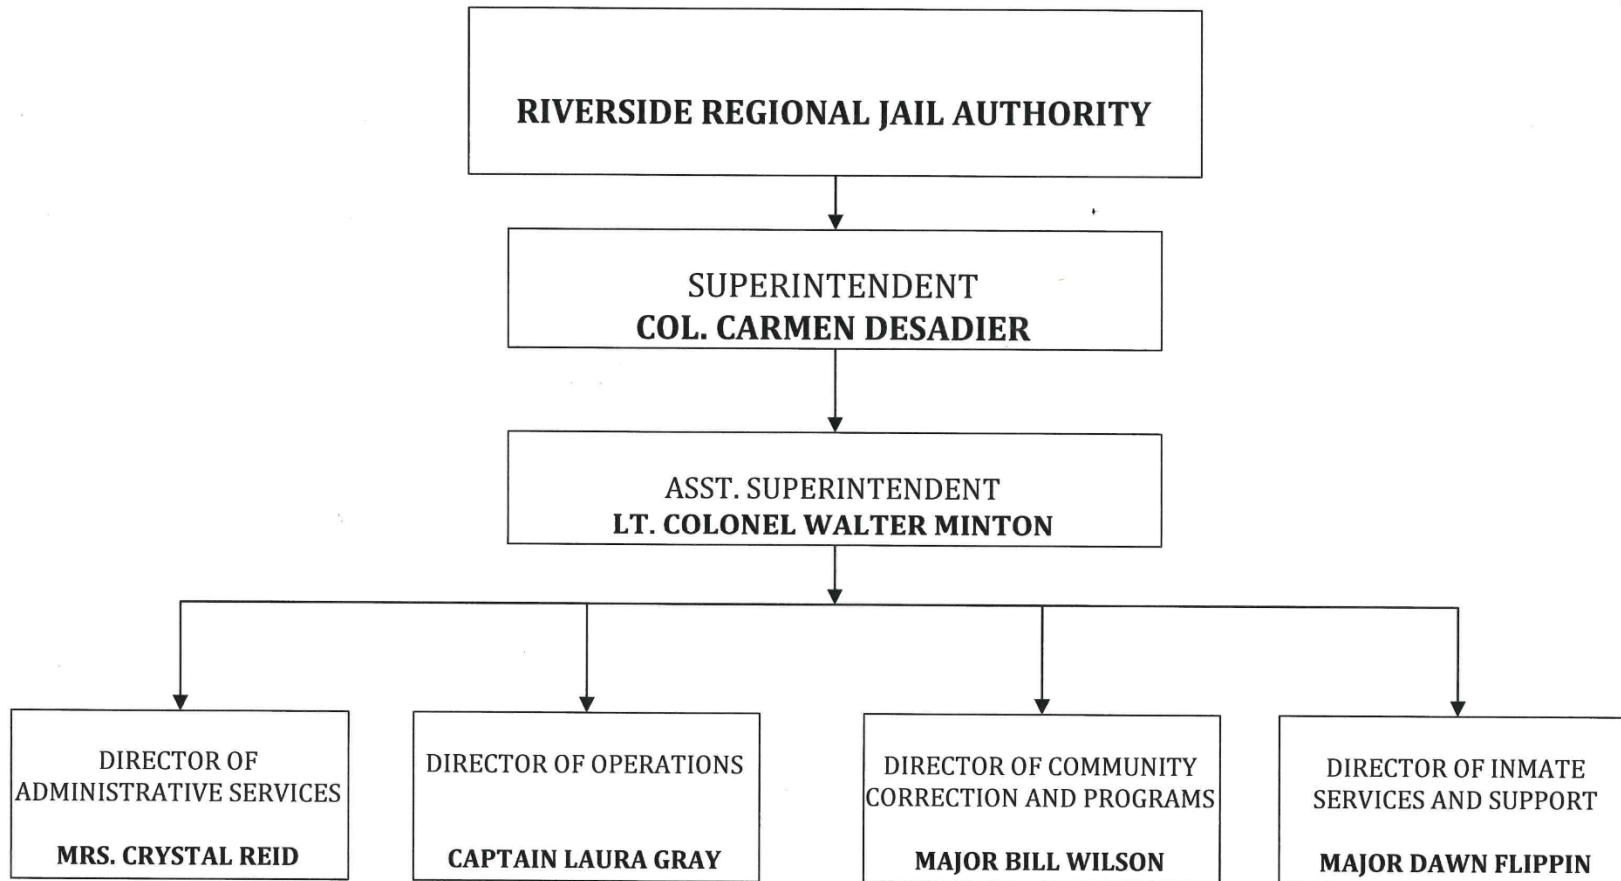 RIVERSIDE REGIONAL JAIL AUTHORITY
SUPERINTENDENT
COL. CARMEN DESADIER
ASST. SUPERINTENDENT
LT. COLONEL WALTER MINTON
DIRECTOR OF
ADMINISTRATIVE SERVICES
MRS. CRYSTAL REID
DIRECTOR OF OPERATIONS
CAPTAIN LAURA GRAY
DIRECTOR OF COMMUNITY
CORRECTION AND PROGRAMS
MAJOR BILL WILSON
DIRECTOR OF INMATE
SERVICES AND SUPPORT
MAJOR DAWN FLIPPIN